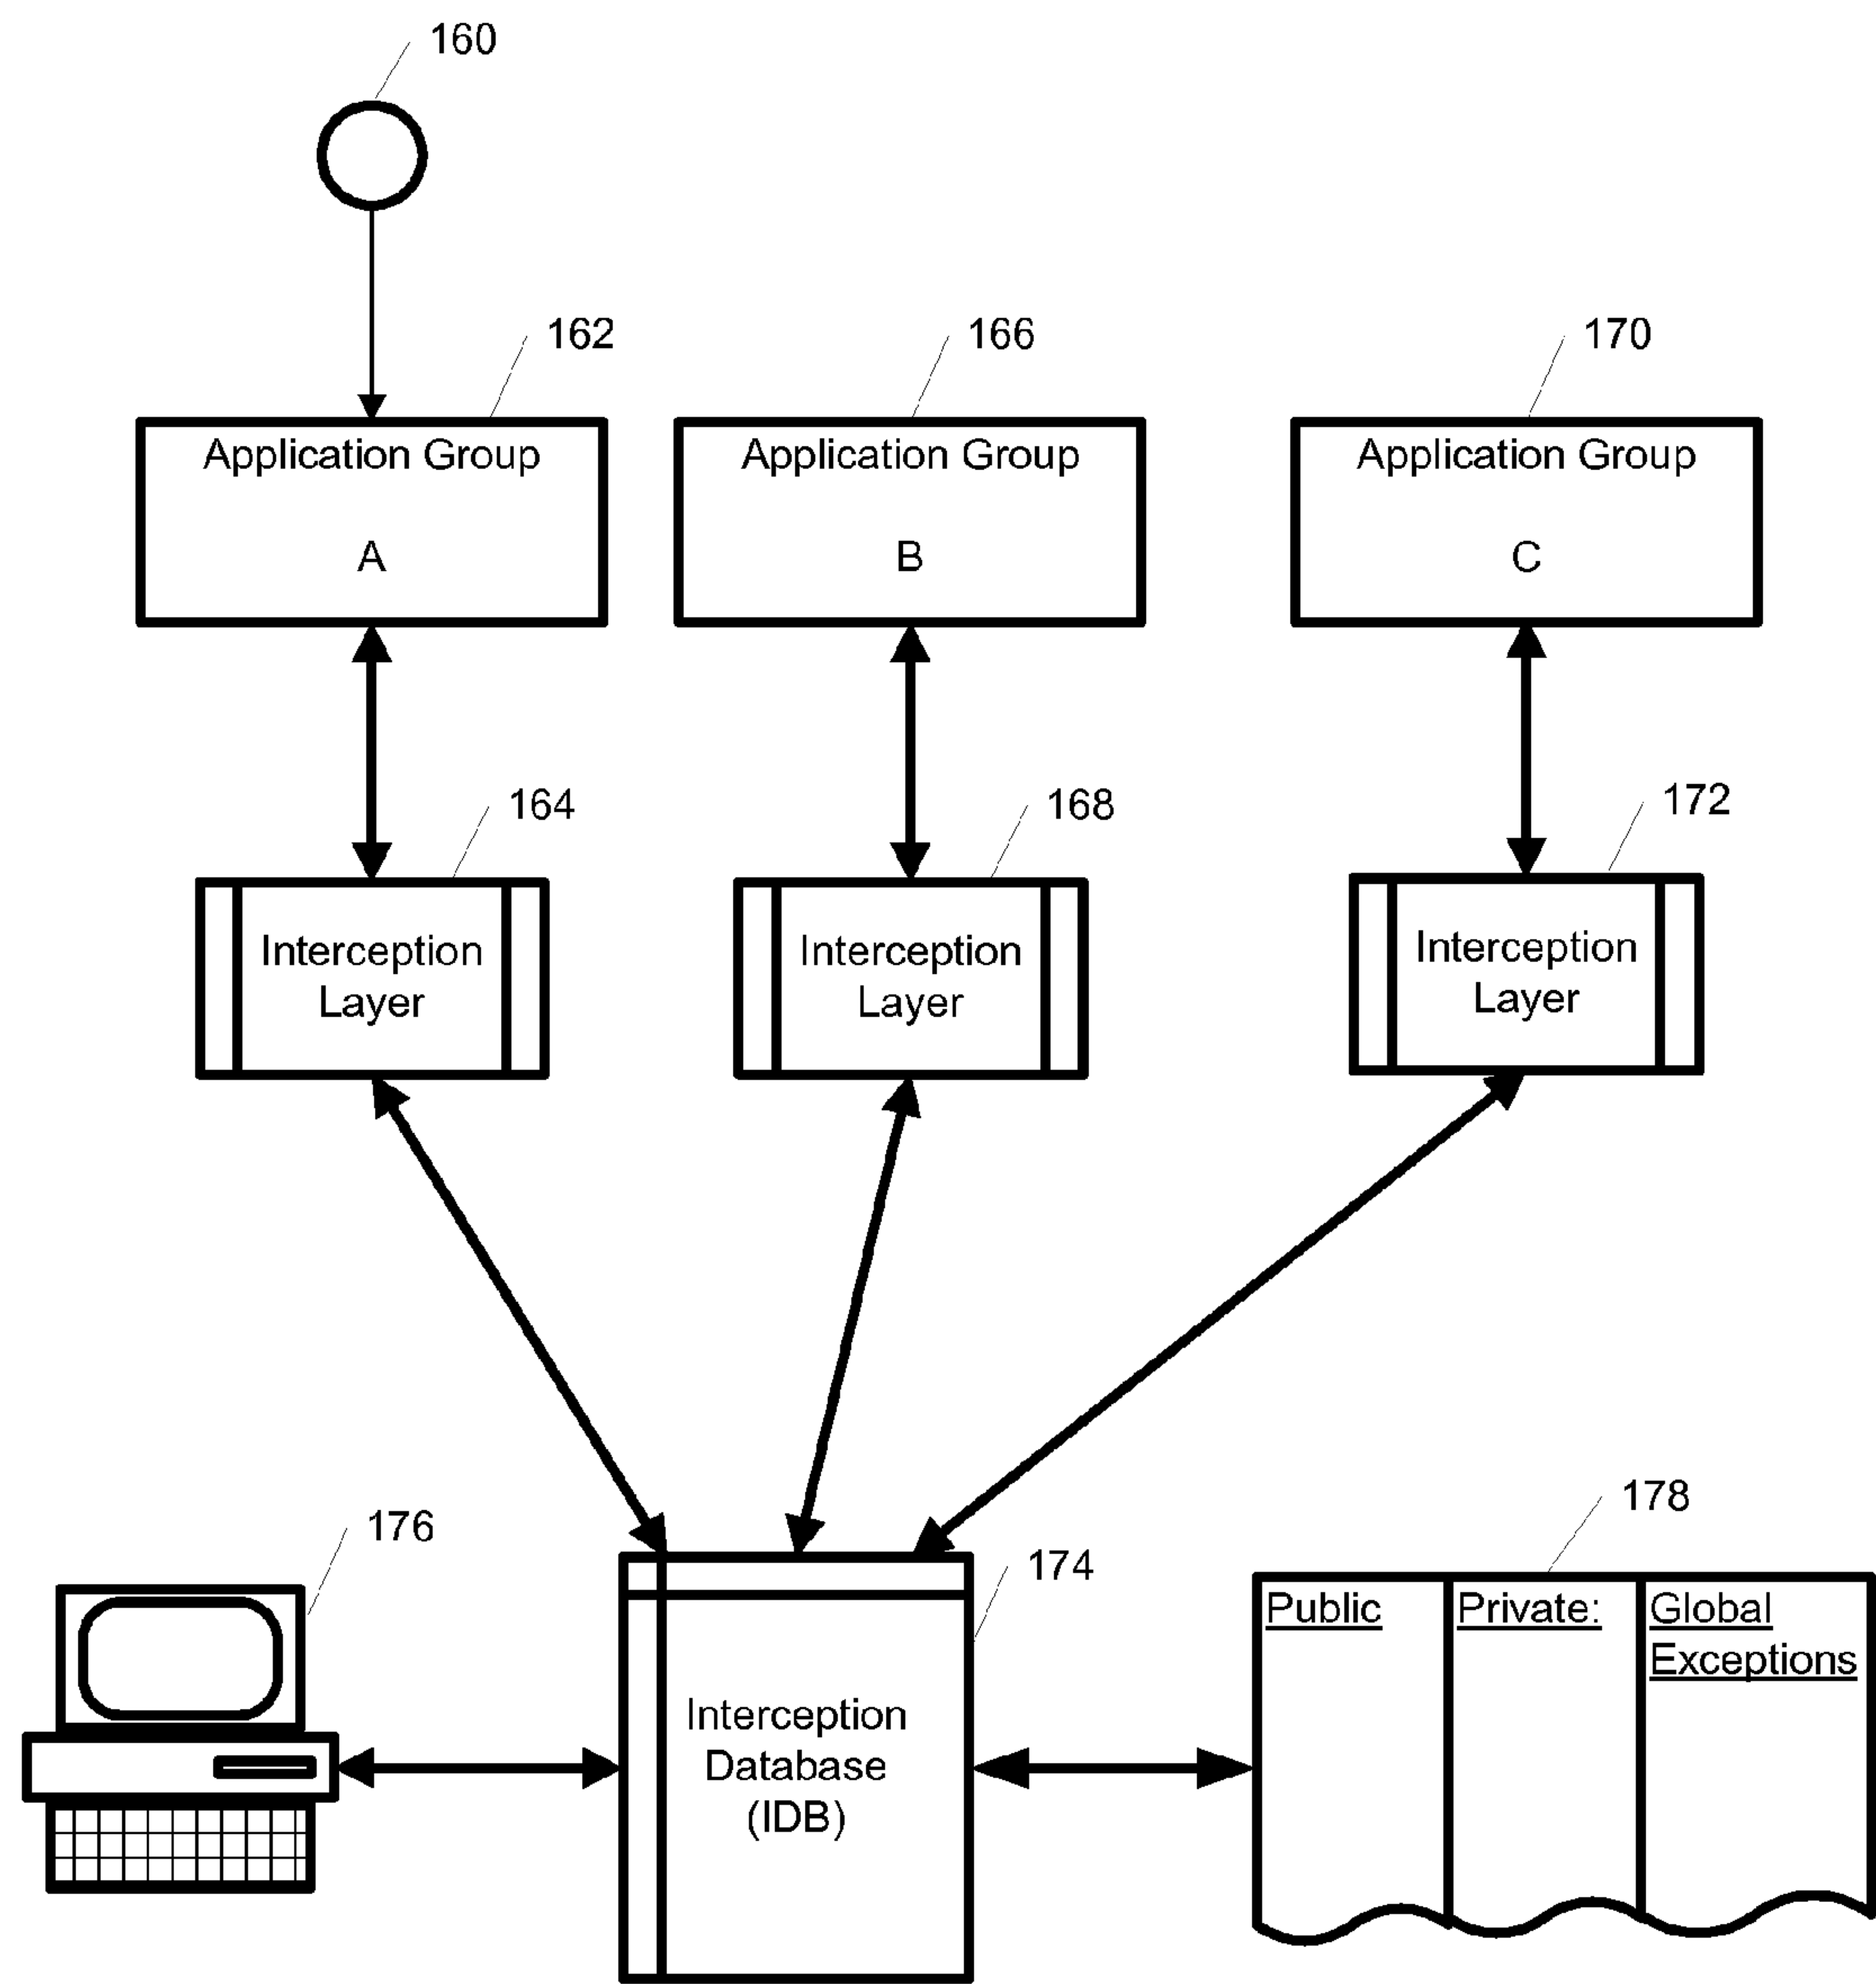 160
162
166
170
Application Group
A
Application Group
B
Application Group
C
164
168
172
Interception
Layer
Interception
Layer
Interception
Layer
176
174
178
Public
Private:
Global
Exceptions
Interception
Database
(IDB)